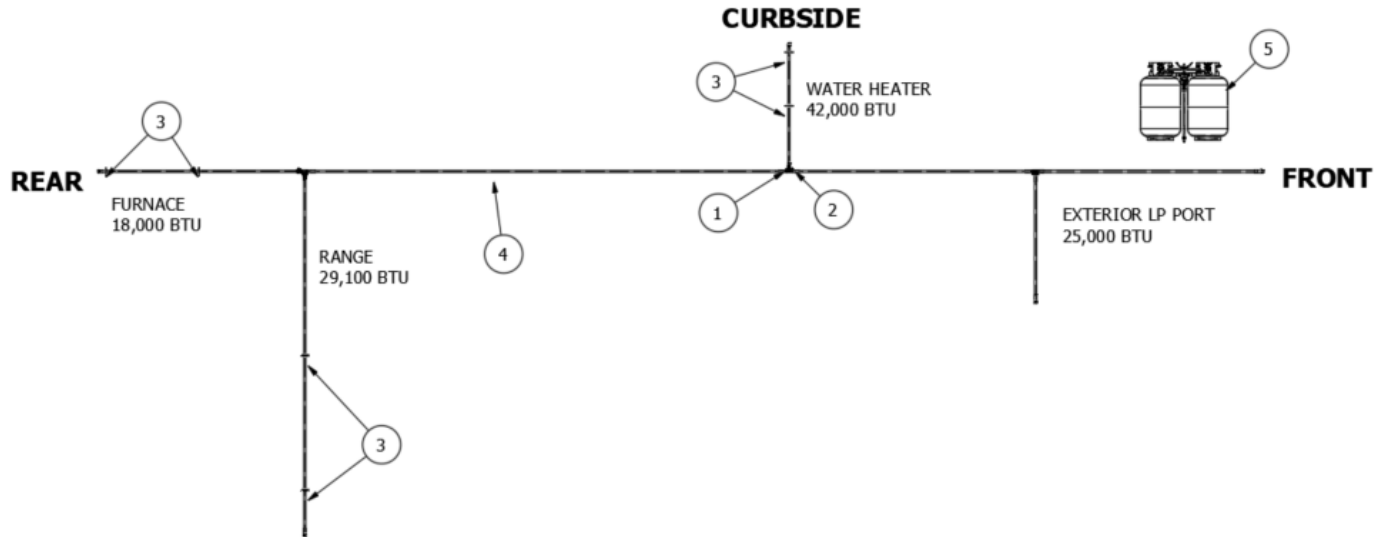 CURBSIDE
5
3
WATER HEATER
42,000 BTU
3
REAR
FRONT
FURNACE
18,000 BTU
1
2
EXTERIOR LP PORT
25,000 BTU
RANGE
29,100 BTU
4
3